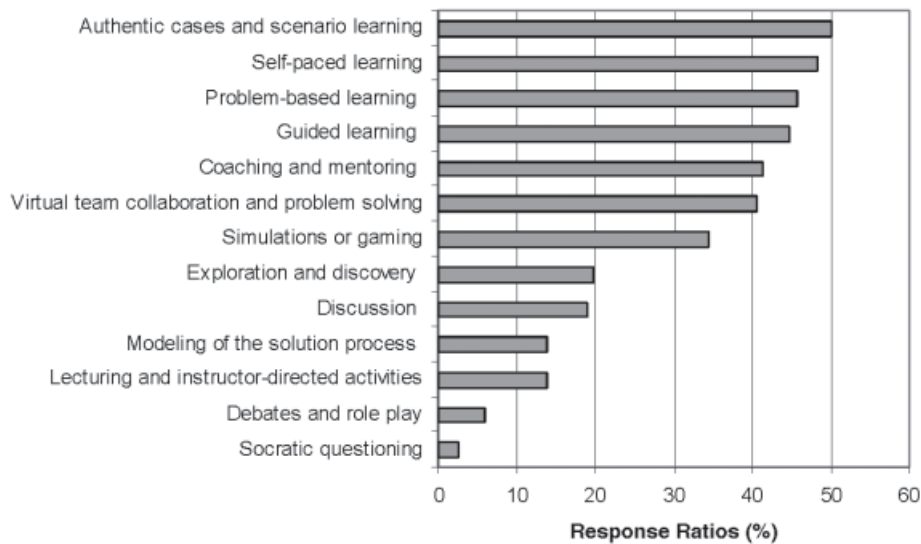 Authentic cases and scenario learning
Self-paced learning
Problem-based learning
Guided learning
Coaching and mentoring
Virtual team collaboration and problem solving
Simulations or gaming
Exploration and discovery
Discussion
Modeling of the solution process
Lecturing and instructor-directed activities
Debates and role play
Socratic questioning
0 10 20 30 40 50 60
Response Ratios (%)